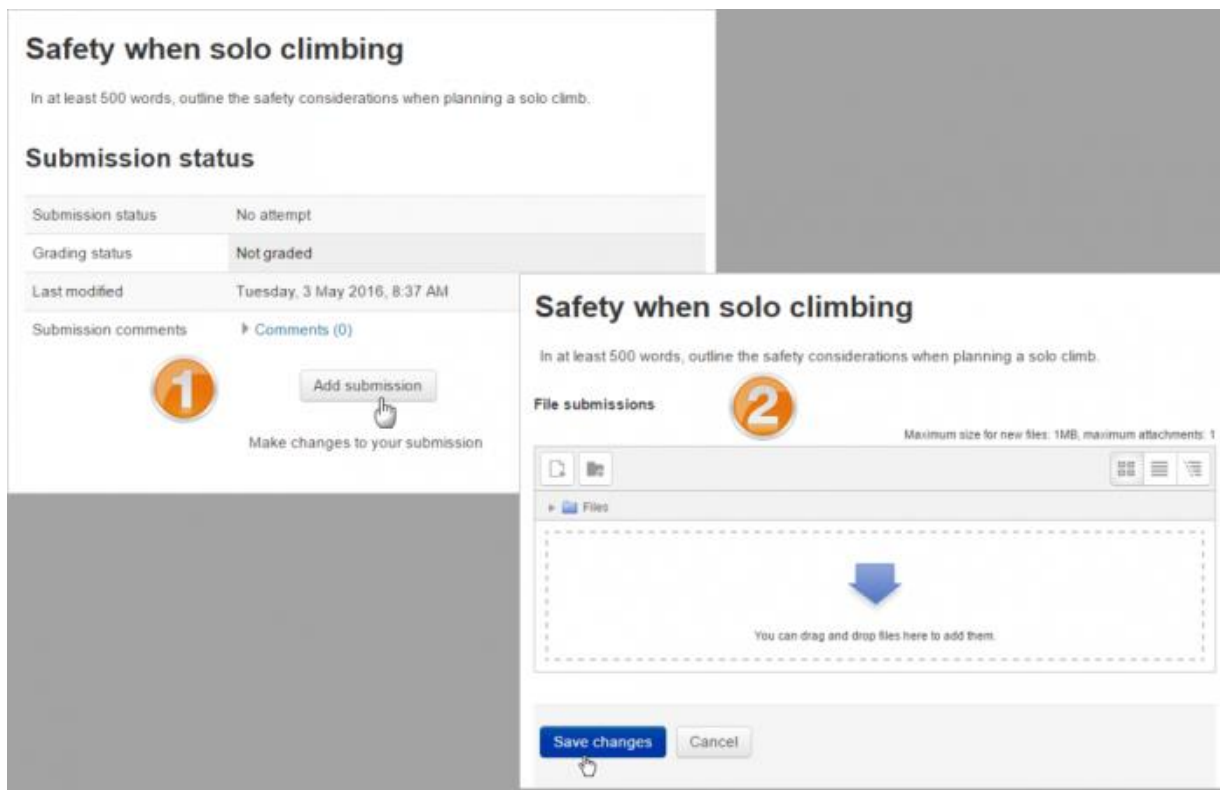 Safety when solo climbing
In at least 500 words, outline the safety considerations when planning a solo climb.
Submission status
Submission status No attempt
Grading status Not graded
Last modified Tuesday, 3 May 2016, 8:37 AM
Submission comments Comments (0)
1
Add submission
Make changes to your submission
Safety when solo climbing
In at least 500 words, outline the safety considerations when planning a solo climb.
File submissions
2
Maximum size for new files: 1MB, maximum attachments: 1
Files
You can drag and drop files here to add them.
Save changes Cancel